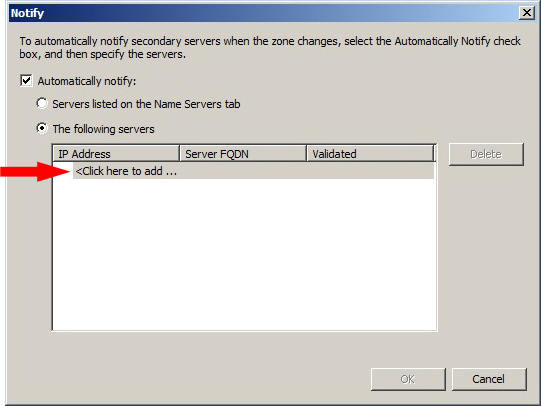 Notify
To automatically notify secondary servers when the zone changes, select the Automatically Notify check
box, and then specify the servers.
Automatically notify:
Servers listed on the Name Servers tab
The following servers
IP Address Server FQDN Validated
Delete
<Click here to add ...
OK Cancel